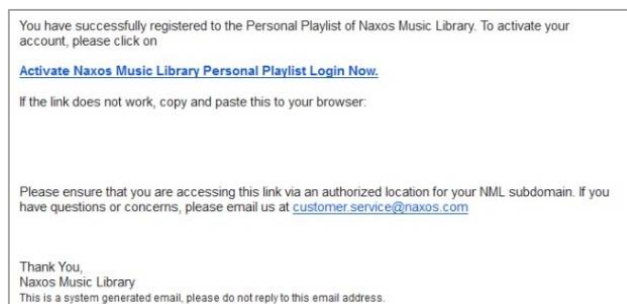 You have successfully registered to the Personal Playlist of Naxos Music Library. To activate your
account, please click on
Activate Naxos Music Library Personal Playlist Login Now.
If the link does not work, copy and paste this to your browser:
Please ensure that you are accessing this link via an authorized location for your NML subdomain. If you
have questions or concerns, please email us at customer.service@naxos.com
Thank You,
Naxos Music Library
This is a system generated email, please do not reply to this email address.